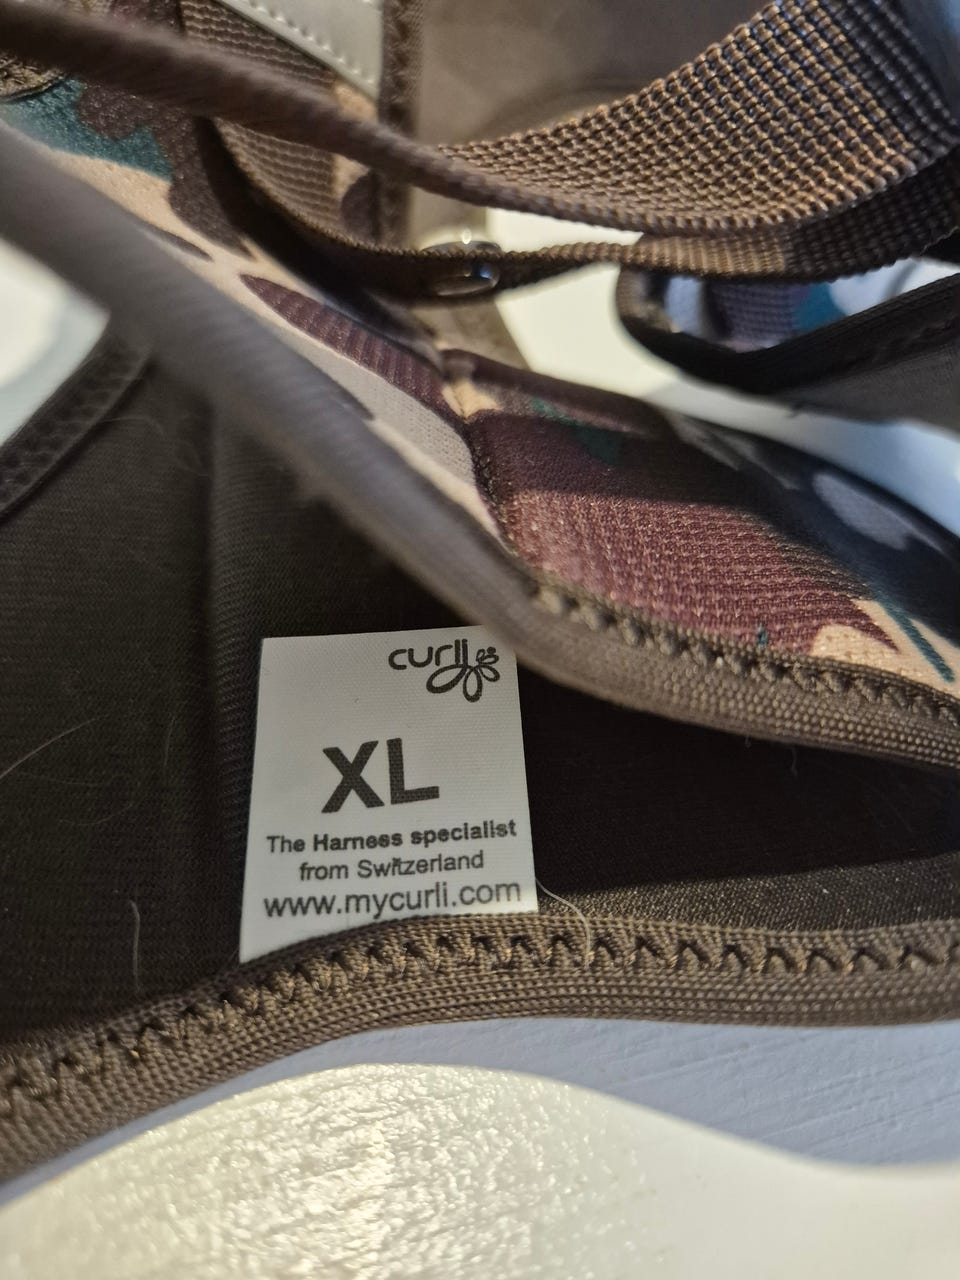 curli
XL
The Harness specialist
from Switzerland
www.mycurli.com